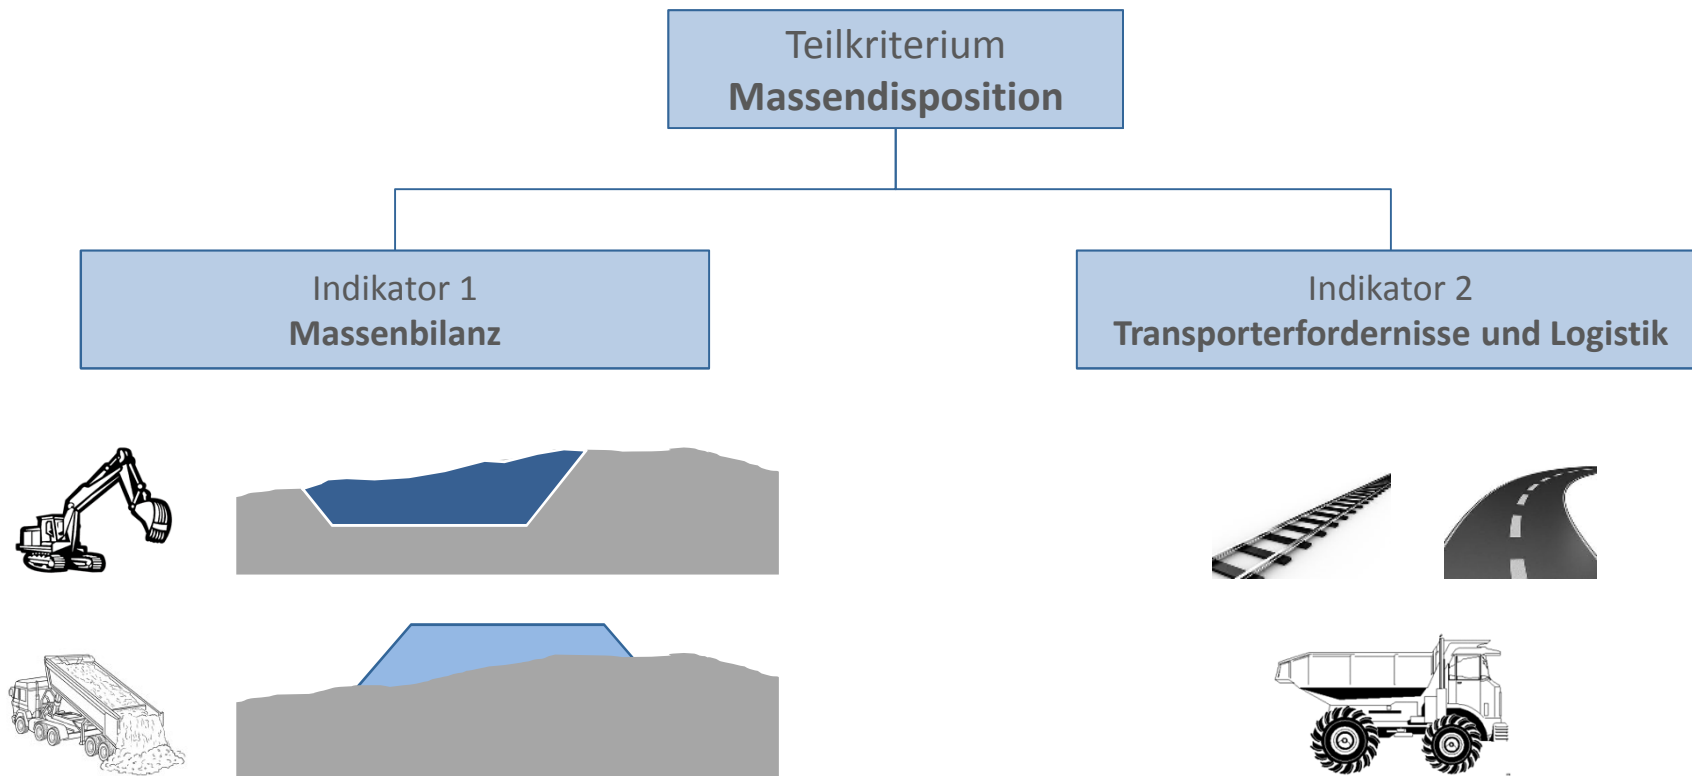 Teilkriterium
Massendisposition
Indikator 1
Massenbilanz
Indikator 2
Transporterfordernisse und Logistik